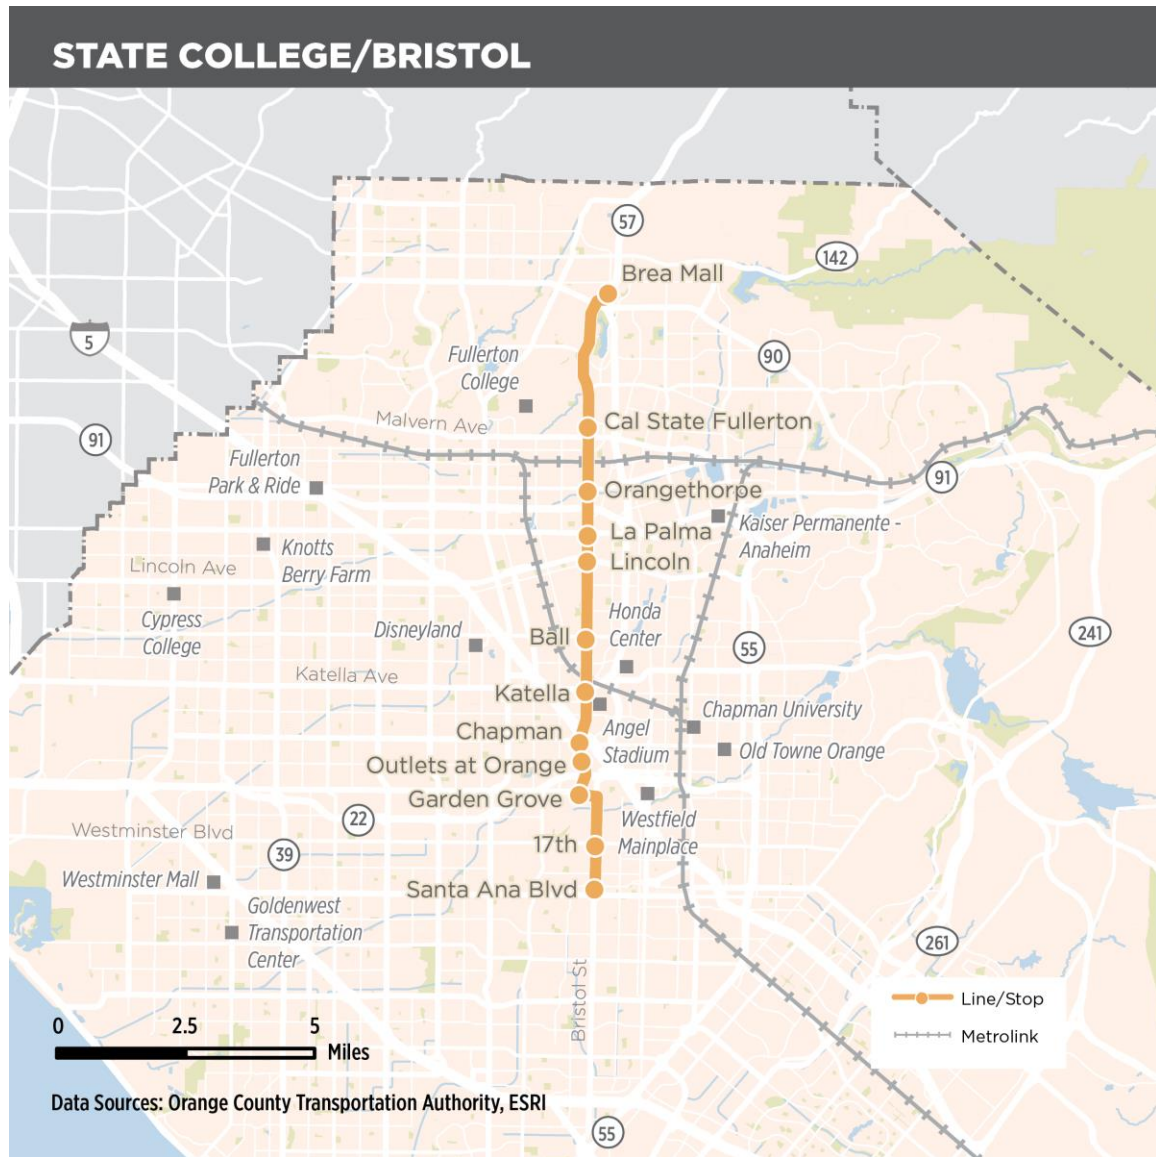 STATE COLLEGE/BRISTOL
57
142
Brea Mall
5
Fullerton
College
90
Malvern Ave
Cal State Fullerton
91
Fullerton
Park & Ride
Orangethorpe
91
Kaiser Permanente -
Anaheim
La Palma
Knotts
Berry Farm
Lincoln
Lincoln Ave
Cypress
College
Honda
Center
Disneyland
Ball
55
241
Katella Ave
Katella
Chapman University
Angel
Stadium
Chapman
Old Towne Orange
Outlets at Orange
Garden Grove
22
Westfield
Mainplace
Westminster Blvd
39
17th
Westminster Mall
Santa Ana Blvd
Goldenwest
Transportation
Center
261
Bristol St
Line/Stop
Metrolink
0 2.5 5
Miles
Data Sources: Orange County Transportation Authority, ESRI
55